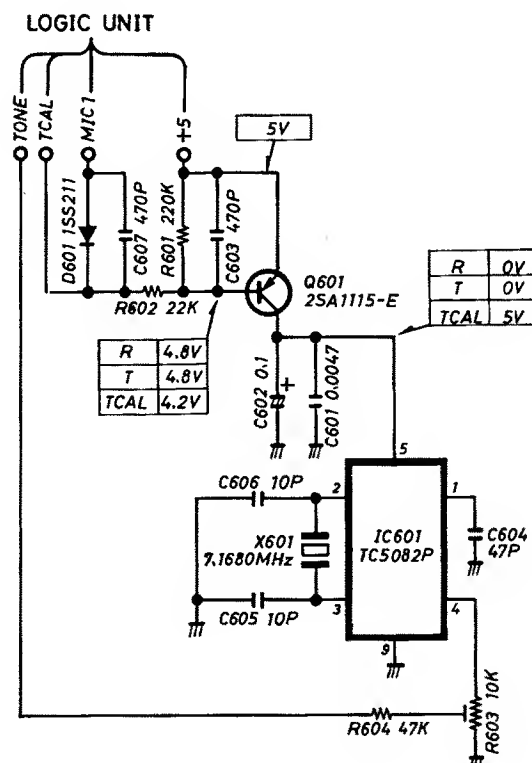 LOGIC UNIT
TONE
TCAL
MIC1
+5
5V
D601 1SS211
C607 470P
R601 220K
C603 470P
R602 22K
Q601
2SA1115-E
R 0V
T 0V
TCAL 5V
R 4.8V
T 4.8V
TCAL 4.2V
C602 0.1
+
C601 0.0047
5
C606 10P
2
1
X601
7.1680MHz
IC601
TC5082P
C604
47P
C605 10P
3
4
9
R604 47K
R603 10K